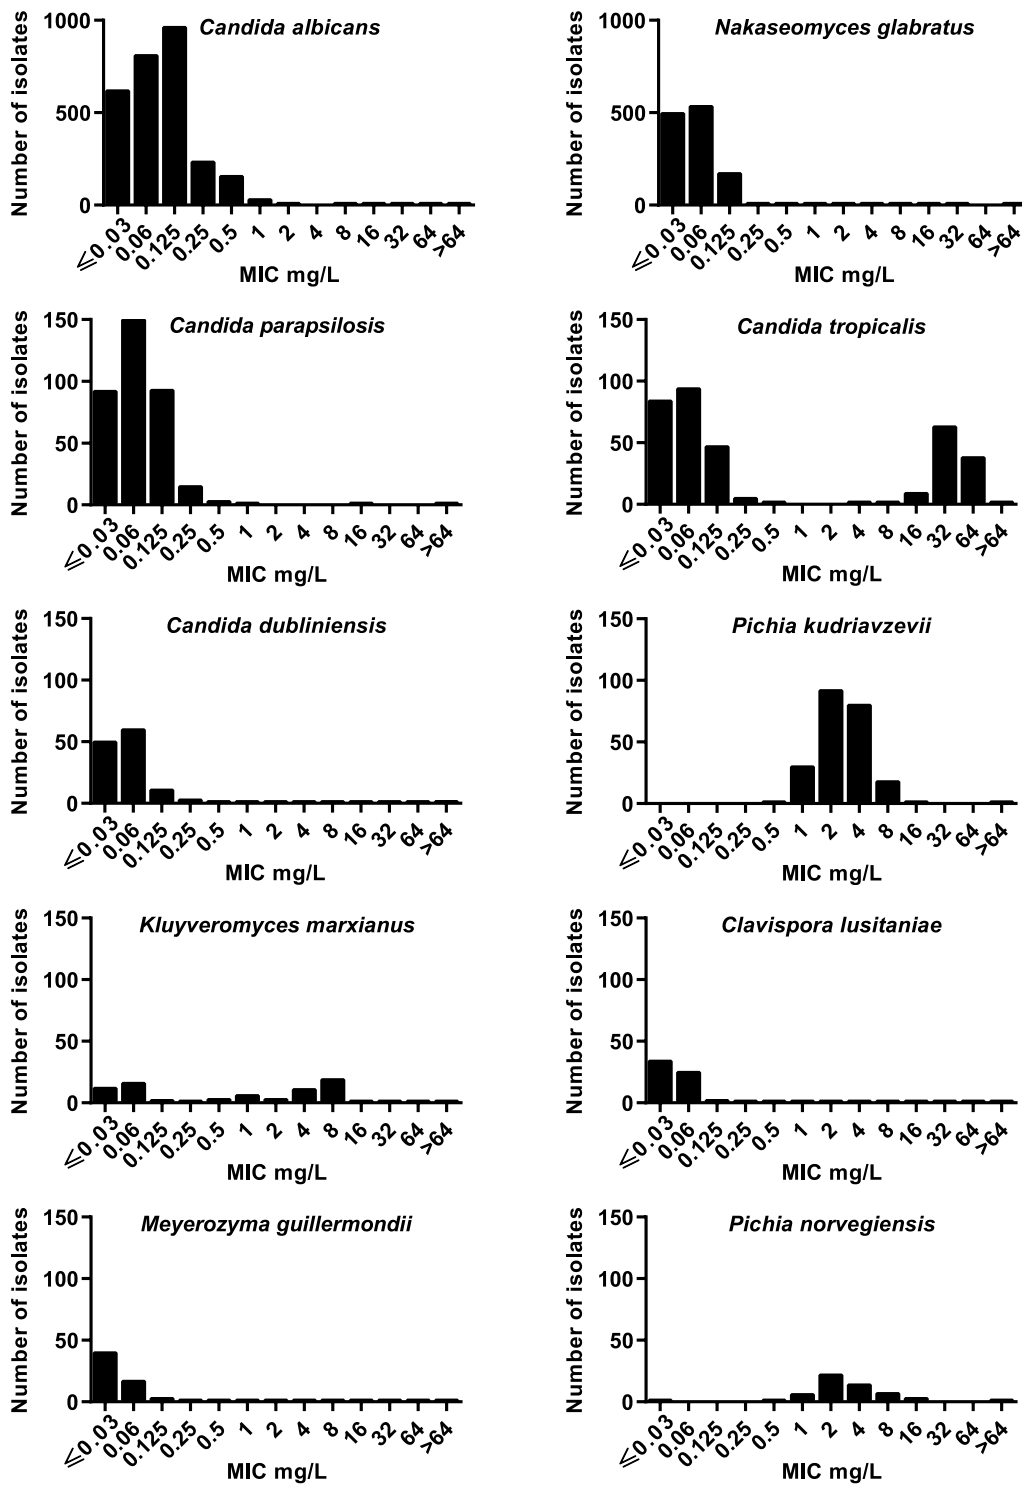 Candida albicans
Number of isolates
1000
500
0
≤0.03 0.06 0.125 0.25 0.5 1 2 4 8 16 32 64 >64
MIC mg/L
Nakaseomyces glabratus
Number of isolates
1000
500
0
≤0.03 0.06 0.125 0.25 0.5 1 2 4 8 16 32 64 >64
MIC mg/L
Candida parapsilosis
Number of isolates
150
100
50
0
≤0.03 0.06 0.125 0.25 0.5 1 2 4 8 16 32 64 >64
MIC mg/L
Candida tropicalis
Number of isolates
150
100
50
0
≤0.03 0.06 0.125 0.25 0.5 1 2 4 8 16 32 64 >64
MIC mg/L
Candida dubliniensis
Number of isolates
150
100
50
0
≤0.03 0.06 0.125 0.25 0.5 1 2 4 8 16 32 64 >64
MIC mg/L
Pichia kudriavzevii
Number of isolates
150
100
50
0
≤0.03 0.06 0.125 0.25 0.5 1 2 4 8 16 32 64 >64
MIC mg/L
Kluyveromyces marxianus
Number of isolates
150
100
50
0
≤0.03 0.06 0.125 0.25 0.5 1 2 4 8 16 32 64 >64
MIC mg/L
Clavispora lusitaniae
Number of isolates
150
100
50
0
≤0.03 0.06 0.125 0.25 0.5 1 2 4 8 16 32 64 >64
MIC mg/L
Meyerozyma guillermondii
Number of isolates
150
100
50
0
≤0.03 0.06 0.125 0.25 0.5 1 2 4 8 16 32 64 >64
MIC mg/L
Pichia norvegiensis
Number of isolates
150
100
50
0
≤0.03 0.06 0.125 0.25 0.5 1 2 4 8 16 32 64 >64
MIC mg/L